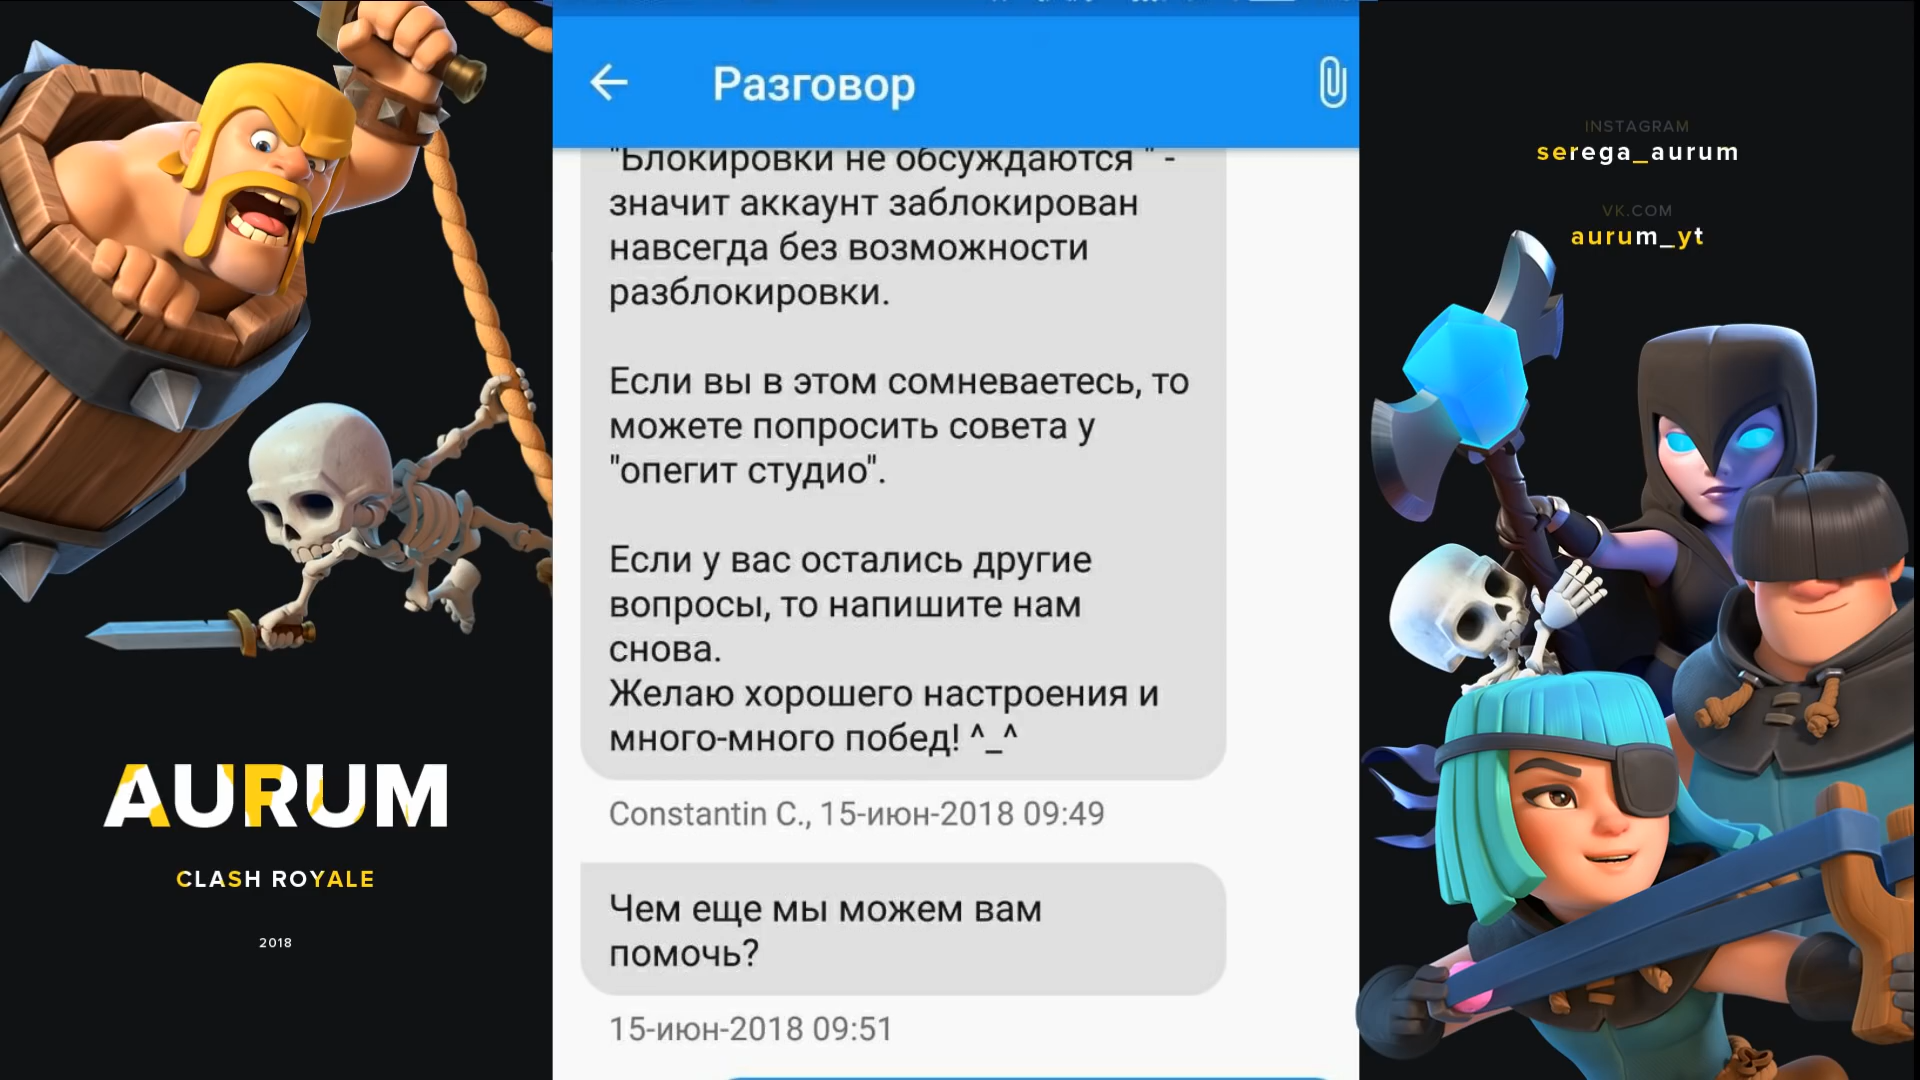 Разговор
"Блокировки не обсуждаются " -
значит аккаунт заблокирован
навсегда без возможности
разблокировки.
Если вы в этом сомневаетесь, то
можете попросить совета у
"опегит студио".
Если у вас остались другие
вопросы, то напишите нам
снова.
Желаю хорошего настроения и
много-много побед! ^_^
Constantin C., 15-июн-2018 09:49
Чем еще мы можем вам
помочь?
15-июн-2018 09:51
AURUM
CLASH ROYALE
2018
INSTAGRAM
serega_aurum
VK.COM
aurum_yt